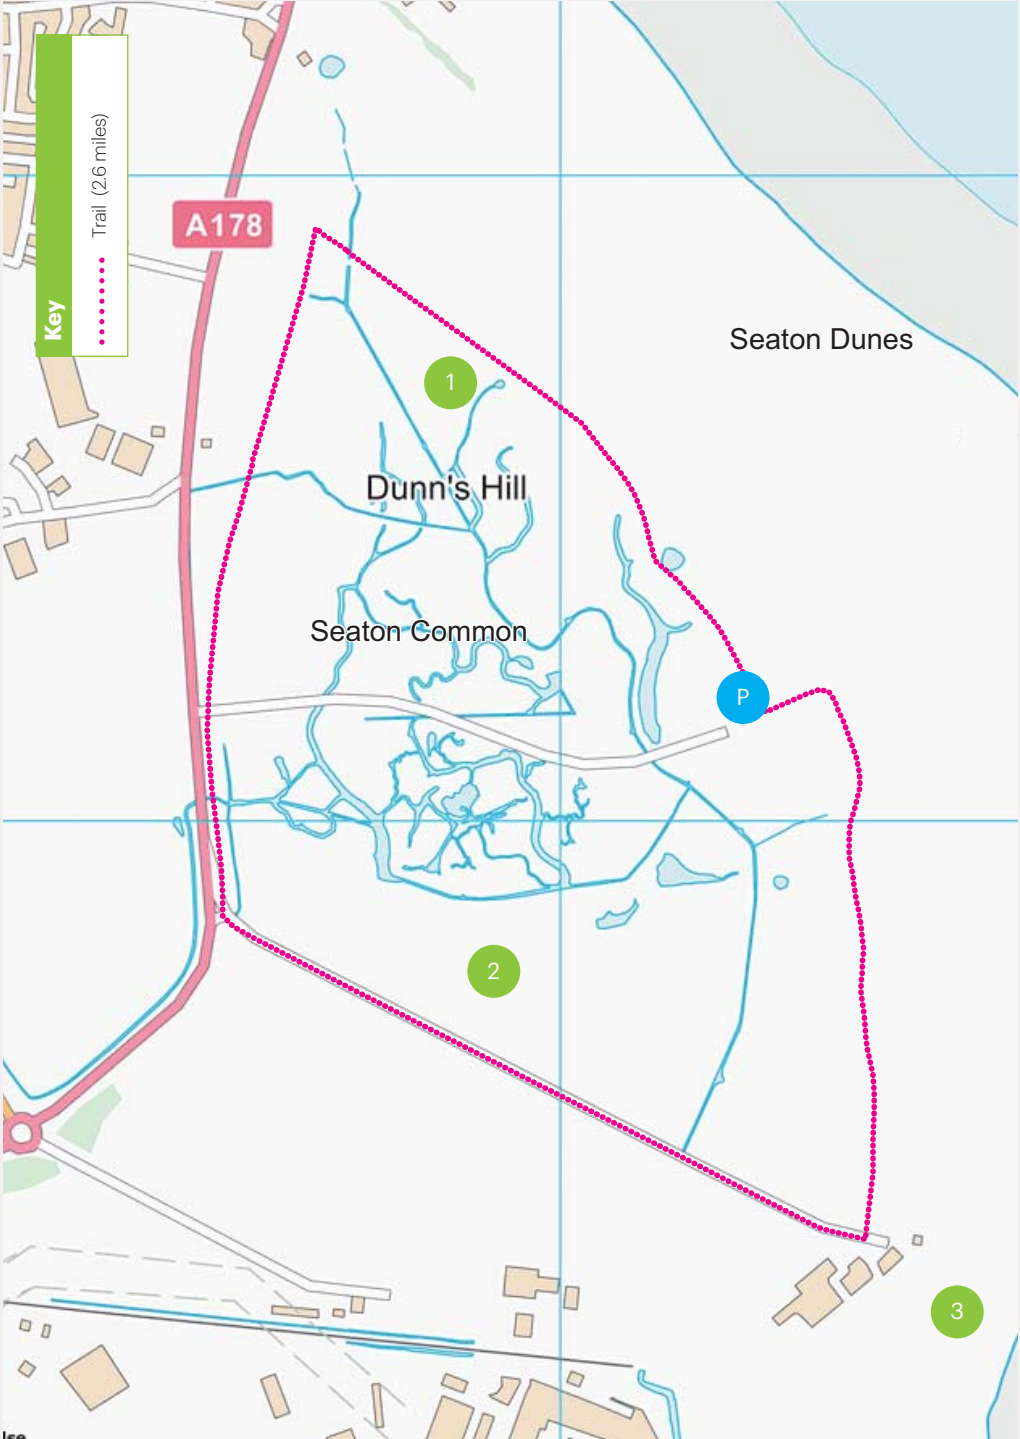 Key
Trail (2.6 miles)
A178
Seaton Dunes
1
Dunn's Hill
Seaton Common
P
2
3